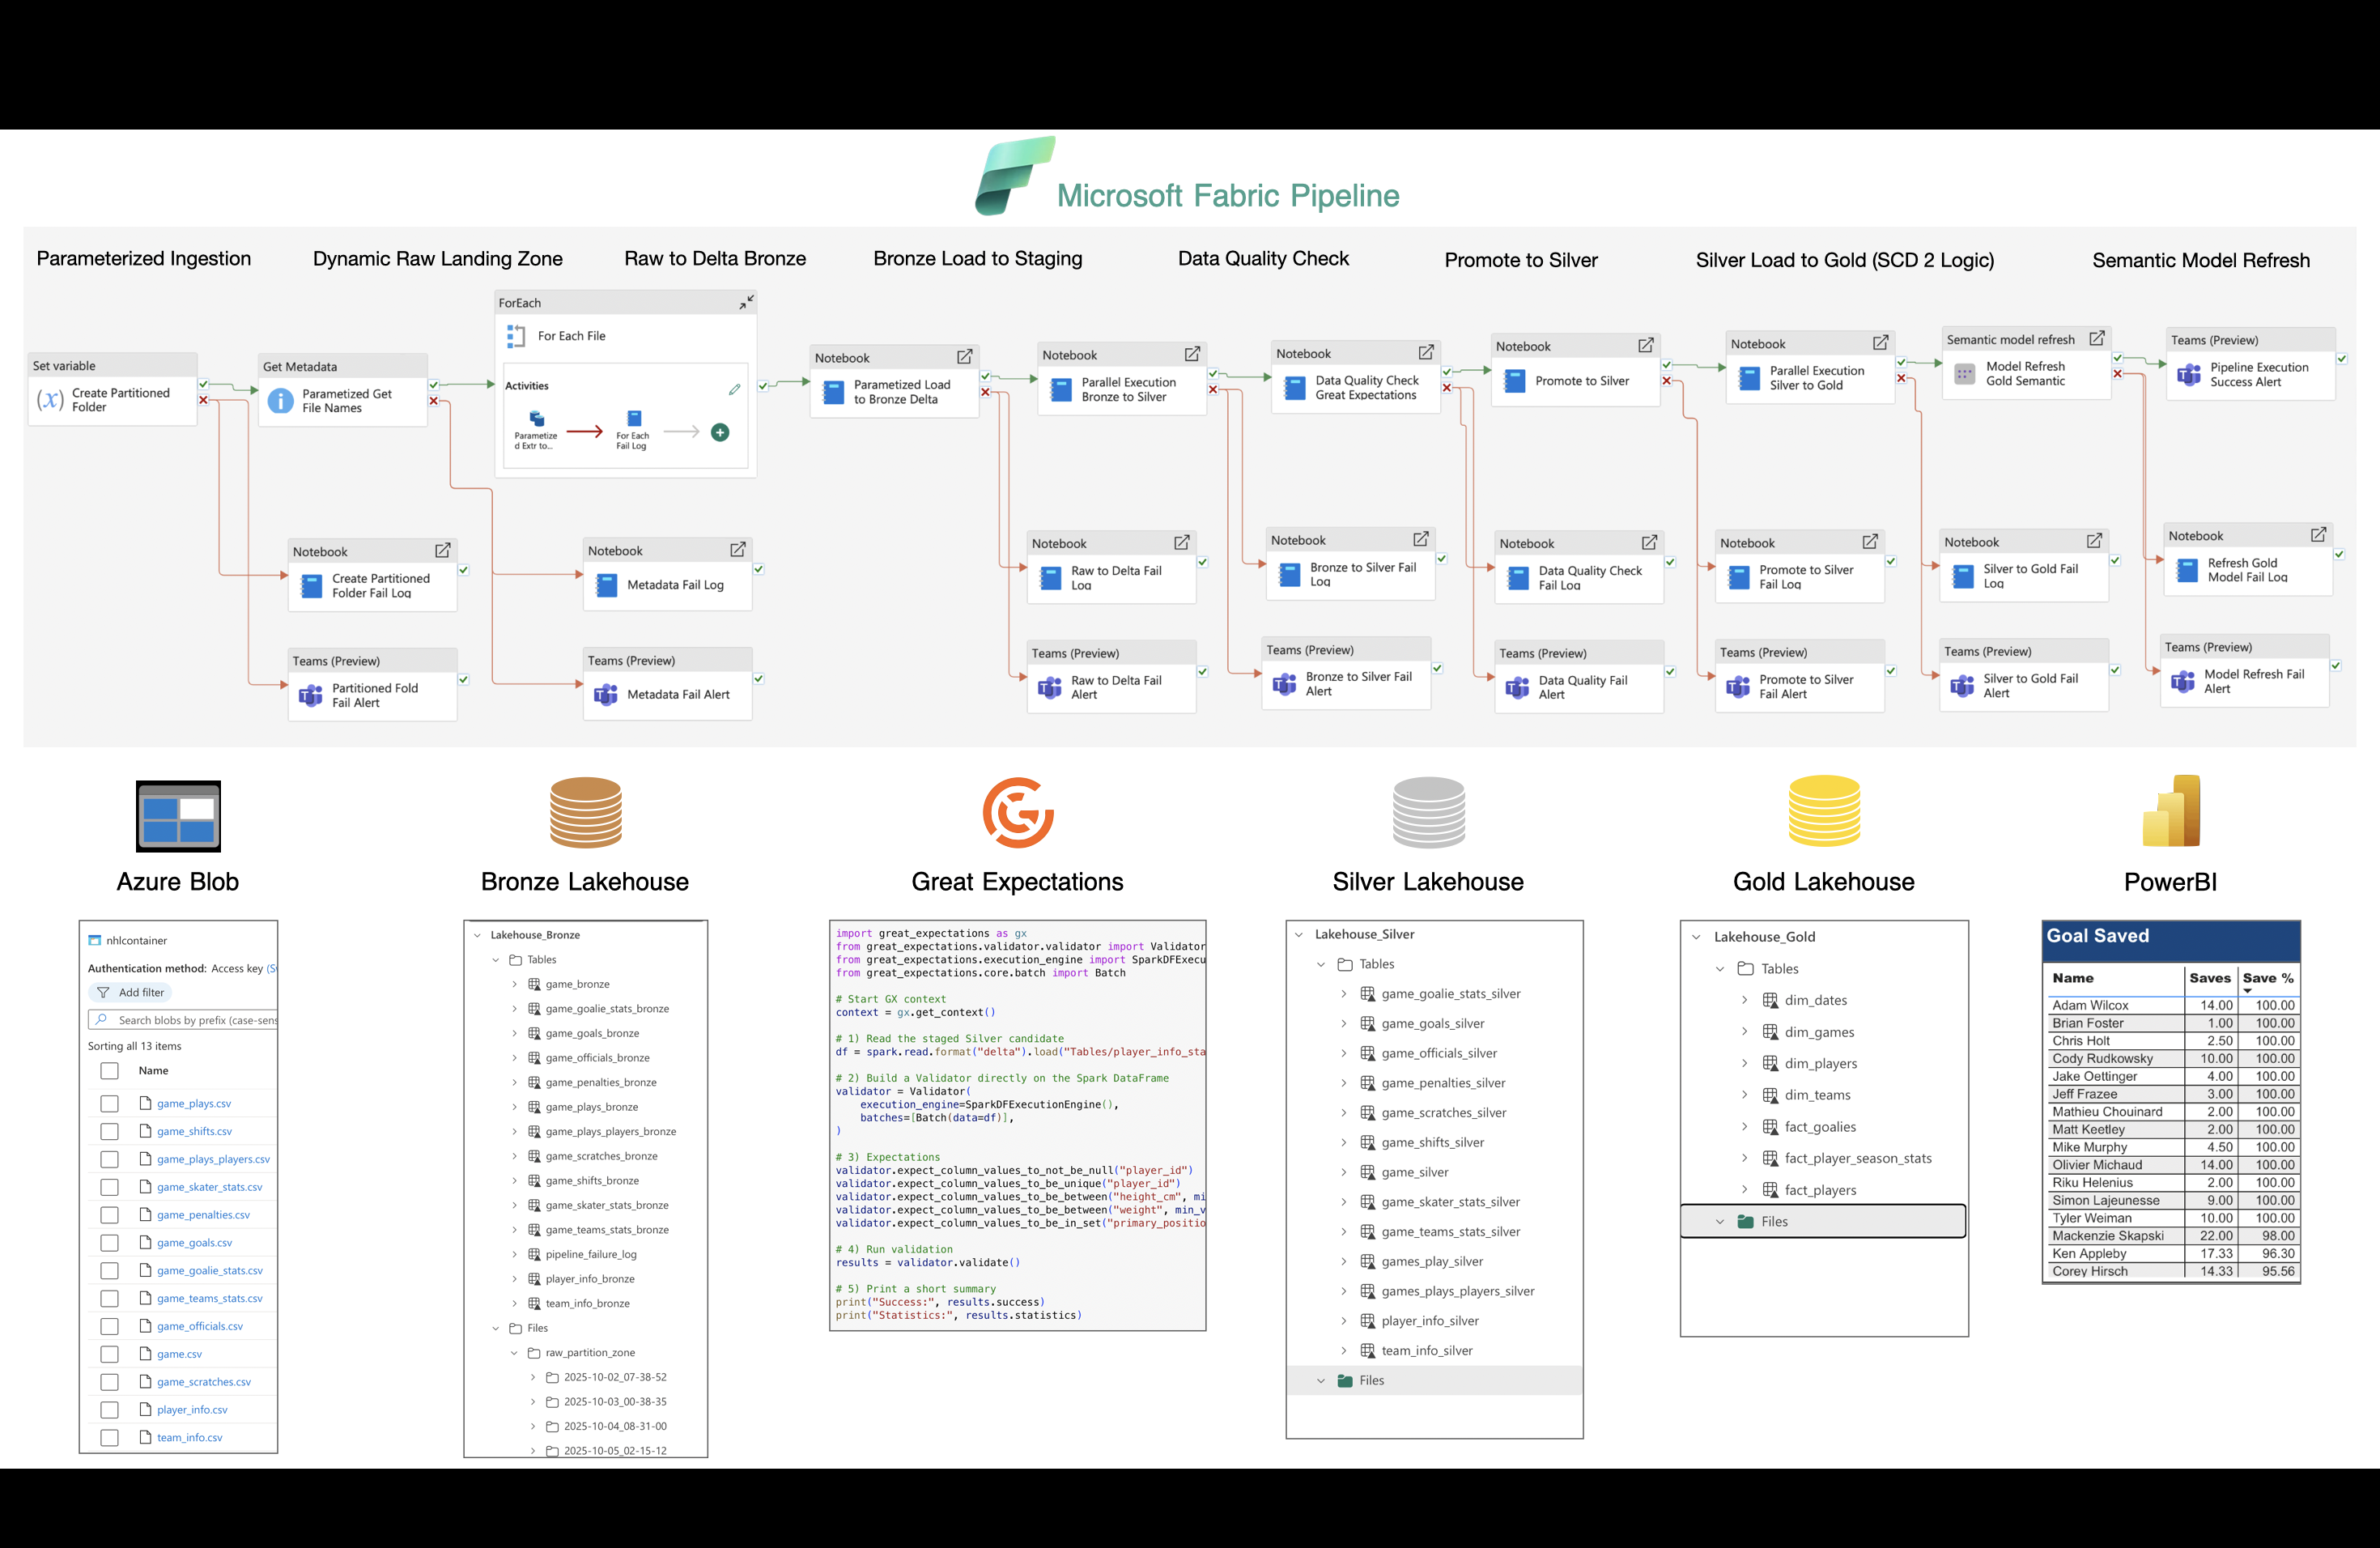 Microsoft Fabric Pipeline
Parameterized Ingestion
Dynamic Raw Landing Zone
Raw to Delta Bronze
Bronze Load to Staging
Data Quality Check
Promote to Silver
Silver Load to Gold (SCD 2 Logic)
Semantic Model Refresh
Set variable
(x)
Create Partitioned
Folder
Get Metadata
Parametized Get
File Names
ForEach
For Each File
Activities
Parametize
d Extr to...
For Each
Fail Log
Notebook
Parametized Load
to Bronze Delta
Notebook
Parallel Execution
Bronze to Silver
Notebook
Data Quality Check
Great Expectations
Notebook
Promote to Silver
Notebook
Parallel Execution
Silver to Gold
Semantic model refresh
Model Refresh
Gold Semantic
Teams (Preview)
Pipeline Execution
Success Alert
Notebook
Create Partitioned
Folder Fail Log
Notebook
Metadata Fail Log
Notebook
Raw to Delta Fail
Log
Notebook
Bronze to Silver Fail
Log
Notebook
Data Quality Check
Fail Log
Notebook
Promote to Silver
Fail Log
Notebook
Silver to Gold Fail
Log
Notebook
Refresh Gold
Model Fail Log
Teams (Preview)
Partitioned Fold
Fail Alert
Teams (Preview)
Metadata Fail Alert
Teams (Preview)
Raw to Delta Fail
Alert
Teams (Preview)
Bronze to Silver Fail
Alert
Teams (Preview)
Data Quality Fail
Alert
Teams (Preview)
Promote to Silver
Fail Alert
Teams (Preview)
Silver to Gold Fail
Alert
Teams (Preview)
Model Refresh Fail
Alert
Azure Blob
nhlcontainer
Authentication method: Access key (S
Add filter
Search blobs by prefix (case-sens
Sorting all 13 items
Name
game_plays.csv
game_shifts.csv
game_plays_players.csv
game_skater_stats.csv
game_penalties.csv
game_goals.csv
game_goalie_stats.csv
game_teams_stats.csv
game_officials.csv
game.csv
game_scratches.csv
player_info.csv
team_info.csv
Bronze Lakehouse
Lakehouse_Bronze
Tables
game_bronze
game_goalie_stats_bronze
game_goals_bronze
game_officials_bronze
game_penalties_bronze
game_plays_bronze
game_plays_players_bronze
game_scratches_bronze
game_shifts_bronze
game_skater_stats_bronze
game_teams_stats_bronze
pipeline_failure_log
player_info_bronze
team_info_bronze
Files
raw_partition_zone
2025-10-02_07-38-52
2025-10-03_00-38-35
2025-10-04_08-31-00
2025-10-05_02-15-12
Great Expectations
import great_expectations as gx
from great_expectations.validator.validator import Validator
from great_expectations.execution_engine import SparkDFExecu
from great_expectations.core.batch import Batch
# Start GX context
context = gx.get_context()
# 1) Read the staged Silver candidate
df = spark.read.format("delta").load("Tables/player_info_sta
# 2) Build a Validator directly on the Spark DataFrame
validator = Validator(
execution_engine=SparkDFExecutionEngine(),
batches=[Batch(data=df)],
)
# 3) Expectations
validator.expect_column_values_to_not_be_null("player_id")
validator.expect_column_values_to_be_unique("player_id")
validator.expect_column_values_to_be_between("height_cm", mi
validator.expect_column_values_to_be_between("weight", min_v
validator.expect_column_values_to_be_in_set("primary_positio
# 4) Run validation
results = validator.validate()
# 5) Print a short summary
print("Success:", results.success)
print("Statistics:", results.statistics)
Silver Lakehouse
Lakehouse_Silver
Tables
game_goalie_stats_silver
game_goals_silver
game_officials_silver
game_penalties_silver
game_scratches_silver
game_shifts_silver
game_silver
game_skater_stats_silver
game_teams_stats_silver
games_play_silver
games_plays_players_silver
player_info_silver
team_info_silver
Files
Gold Lakehouse
Lakehouse_Gold
Tables
dim_dates
dim_games
dim_players
dim_teams
fact_goalies
fact_player_season_stats
fact_players
Files
PowerBI
Goal Saved
Name Saves Save %
Adam Wilcox 14.00 100.00
Brian Foster 1.00 100.00
Chris Holt 2.50 100.00
Cody Rudkowsky 10.00 100.00
Jake Oettinger 4.00 100.00
Jeff Frazee 3.00 100.00
Mathieu Chouinard 2.00 100.00
Matt Keetley 2.00 100.00
Mike Murphy 4.50 100.00
Olivier Michaud 14.00 100.00
Riku Helenius 2.00 100.00
Simon Lajeunesse 9.00 100.00
Tyler Weiman 10.00 100.00
Mackenzie Skapski 22.00 98.00
Ken Appleby 17.33 96.30
Corey Hirsch 14.33 95.56